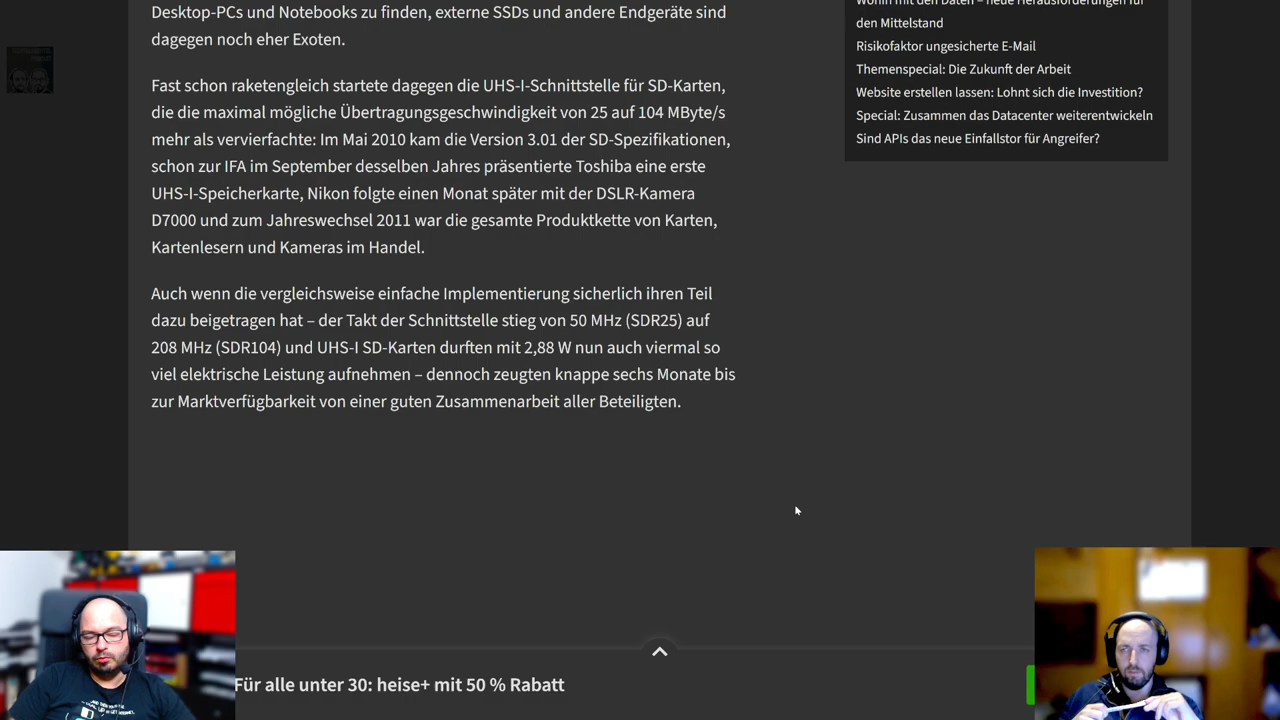 Desktop-PCs und Notebooks zu finden, externe SSDs und andere Endgeräte sind
dagegen noch eher Exoten.
Fast schon raketengleich startete dagegen die UHS-I-Schnittstelle für SD-Karten,
die die maximal mögliche Übertragungsgeschwindigkeit von 25 auf 104 MByte/s
mehr als vervierfachte: Im Mai 2010 kam die Version 3.01 der SD-Spezifikationen,
schon zur IFA im September desselben Jahres präsentierte Toshiba eine erste
UHS-I-Speicherkarte, Nikon folgte einen Monat später mit der DSLR-Kamera
D7000 und zum Jahreswechsel 2011 war die gesamte Produktkette von Karten,
Kartenlesern und Kameras im Handel.
Auch wenn die vergleichsweise einfache Implementierung sicherlich ihren Teil
dazu beigetragen hat – der Takt der Schnittstelle stieg von 50 MHz (SDR25) auf
208 MHz (SDR104) und UHS-I SD-Karten durften mit 2,88 W nun auch viermal so
viel elektrische Leistung aufnehmen – dennoch zeugten knappe sechs Monate bis
zur Marktverfügbarkeit von einer guten Zusammenarbeit aller Beteiligten.
Wohin mit den Daten – neue Herausforderungen für
den Mittelstand
Risikofaktor ungesicherte E-Mail
Themenspecial: Die Zukunft der Arbeit
Website erstellen lassen: Lohnt sich die Investition?
Special: Zusammen das Datacenter weiterentwickeln
Sind APIs das neue Einfallstor für Angreifer?
Für alle unter 30: heise+ mit 50 % Rabatt